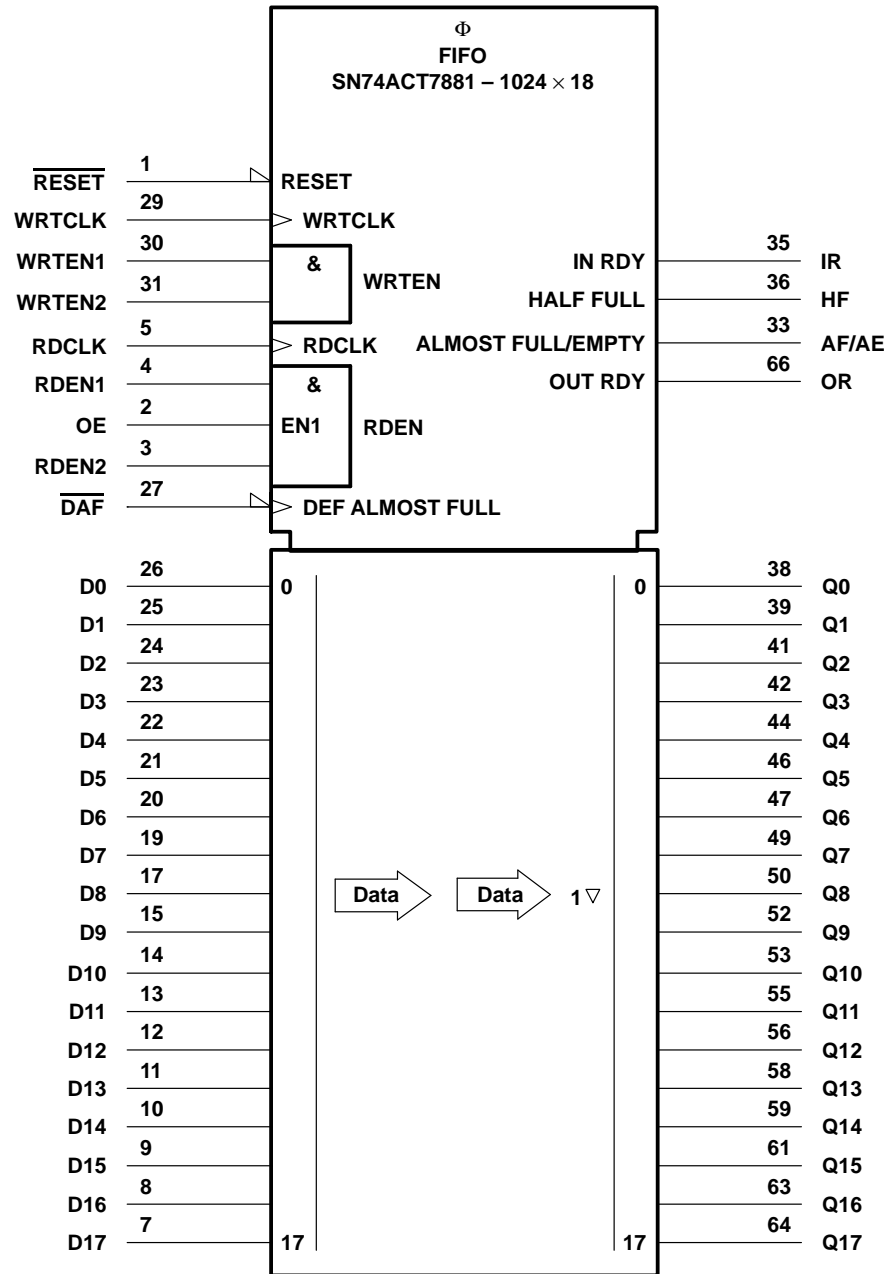 Φ
FIFO
SN74ACT7881 – 1024 × 18
RESET 1 RESET
WRTCLK 29 WRTCLK
WRTEN1 30 & IN RDY 35 IR
WRTEN
WRTEN2 31 HALF FULL 36 HF
RDCLK 5 RDCLK ALMOST FULL/EMPTY 33 AF/AE
RDEN1 4 & OUT RDY 66 OR
OE 2 EN1 RDEN
RDEN2 3
DAF 27 DEF ALMOST FULL
D0 26 0 0 38 Q0
D1 25 39 Q1
D2 24 41 Q2
D3 23 42 Q3
D4 22 44 Q4
D5 21 46 Q5
D6 20 47 Q6
D7 19 49 Q7
D8 17 Data Data 1 ▽ 50 Q8
D9 15 52 Q9
D10 14 53 Q10
D11 13 55 Q11
D12 12 56 Q12
D13 11 58 Q13
D14 10 59 Q14
D15 9 61 Q15
D16 8 63 Q16
D17 7 17 17 64 Q17